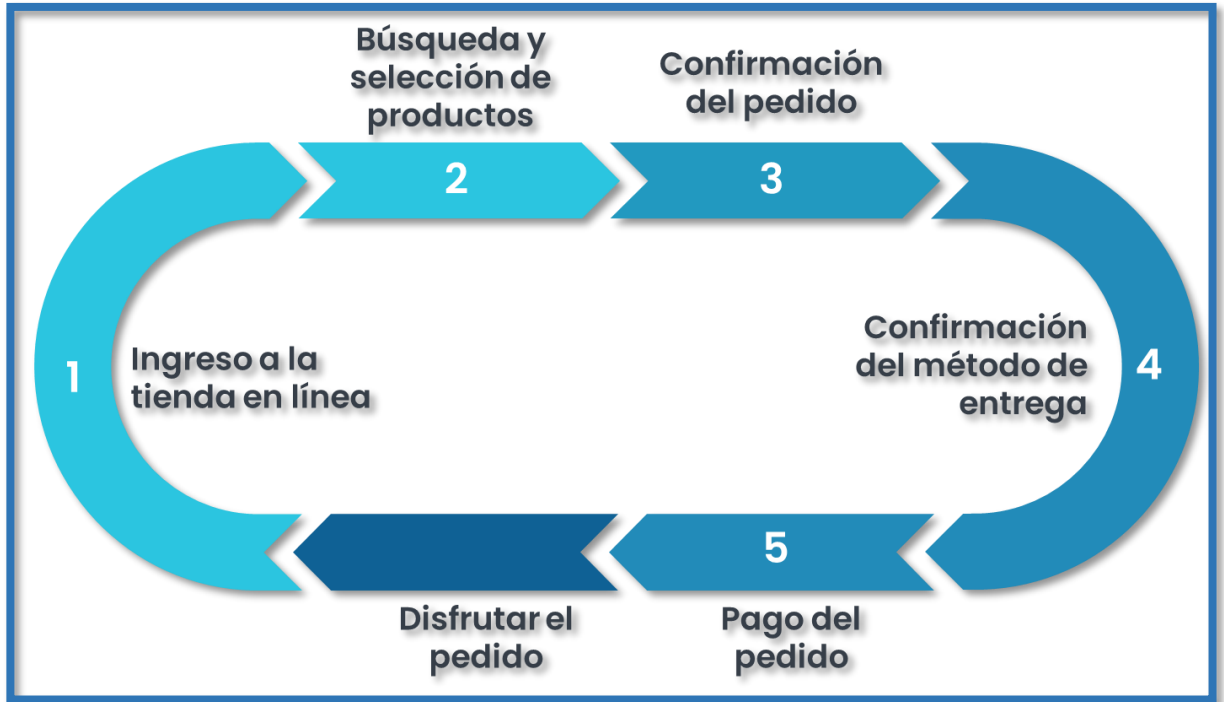 Búsqueda y
selección de
productos
Confirmación
del pedido
2
3
1
Ingreso a la
tienda en línea
Confirmación
del método de
entrega
4
5
Disfrutar el
pedido
Pago del
pedido